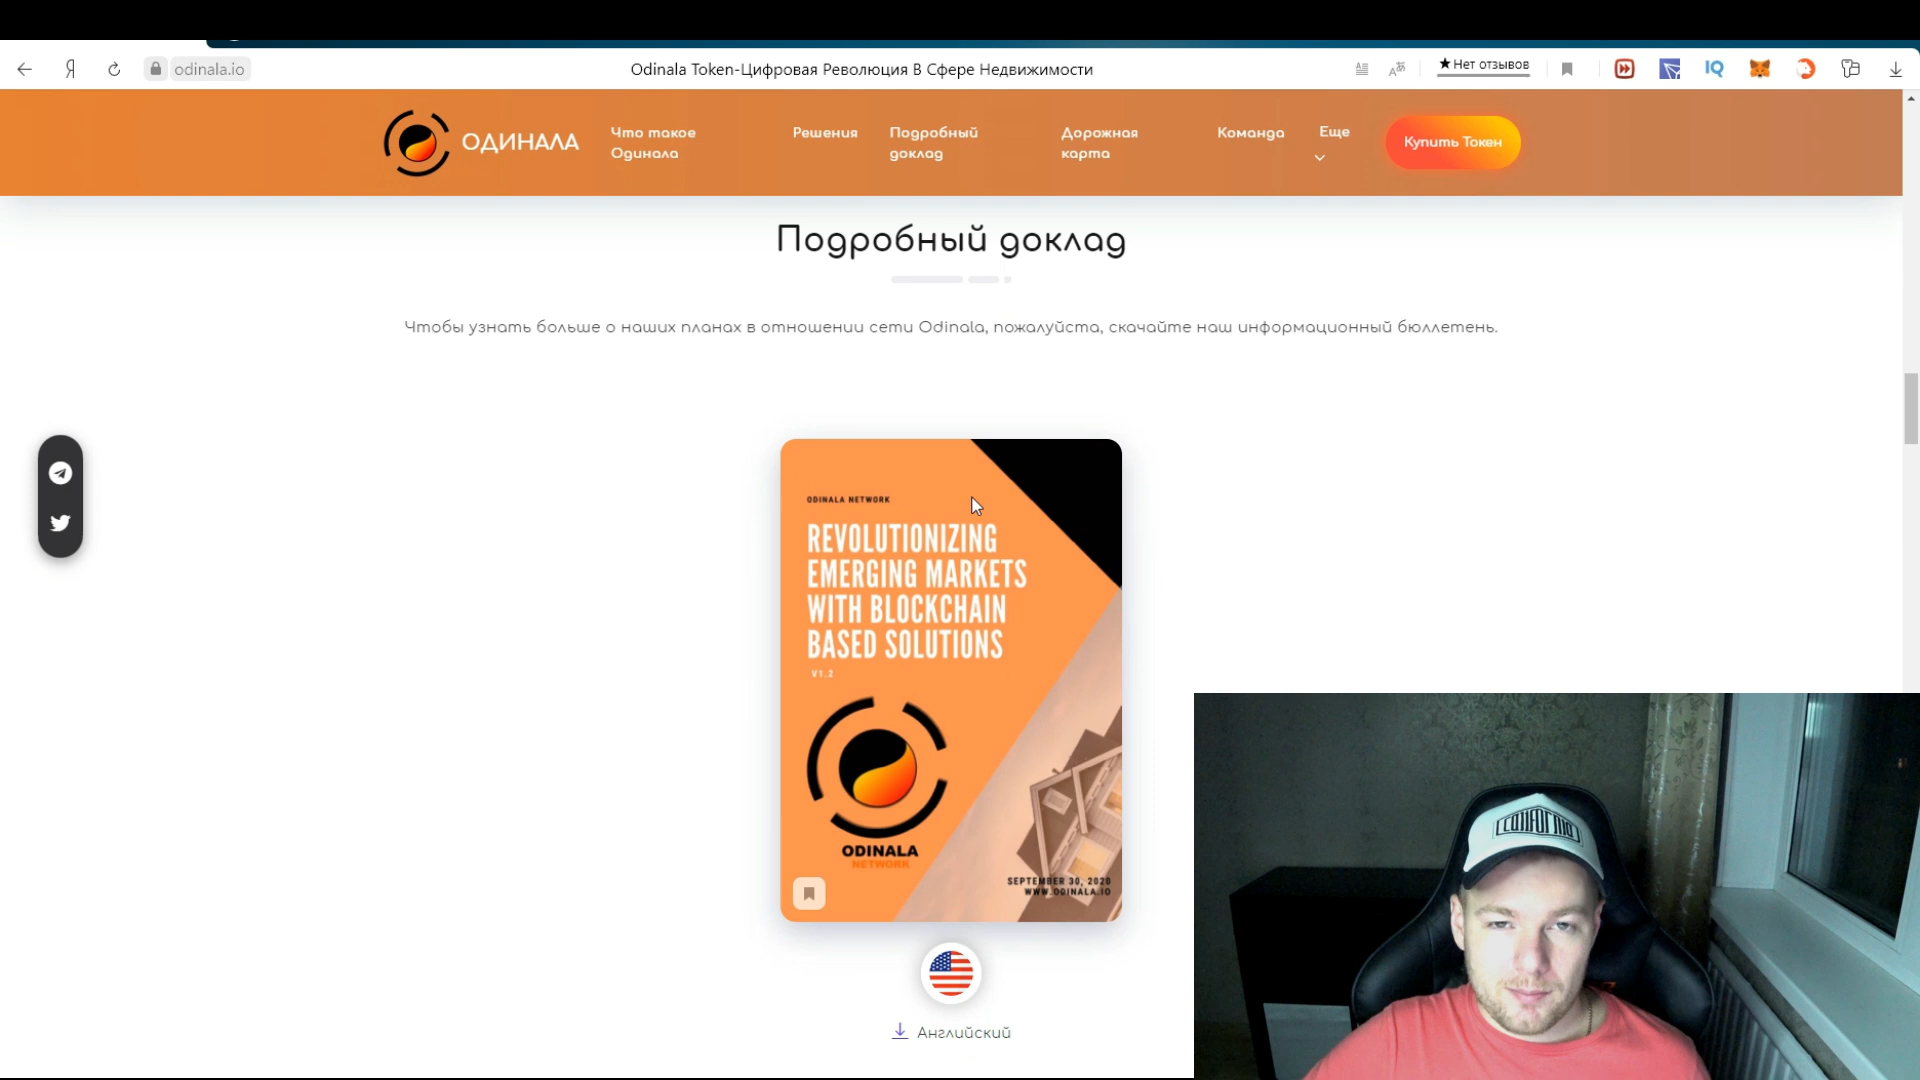 odinala.io
Odinala Token-Цифровая Революция В Сфере Недвижимости
★Нет отзывов
IQ
ОДИНАЛА
Что такое
Одинала
Решения
Подробный
доклад
Дорожная
карта
Команда
Еще
Купить Токен
Подробный доклад
Чтобы узнать больше о наших планах в отношении сети Odinala, пожалуйста, скачайте наш информационный бюллетень.
ODINALA NETWORK
REVOLUTIONIZING
EMERGING MARKETS
WITH BLOCKCHAIN
BASED SOLUTIONS
V1.2
ODINALA
NETWORK
SEPTEMBER 30, 2020
WWW.ODINALA.IO
Английский
California